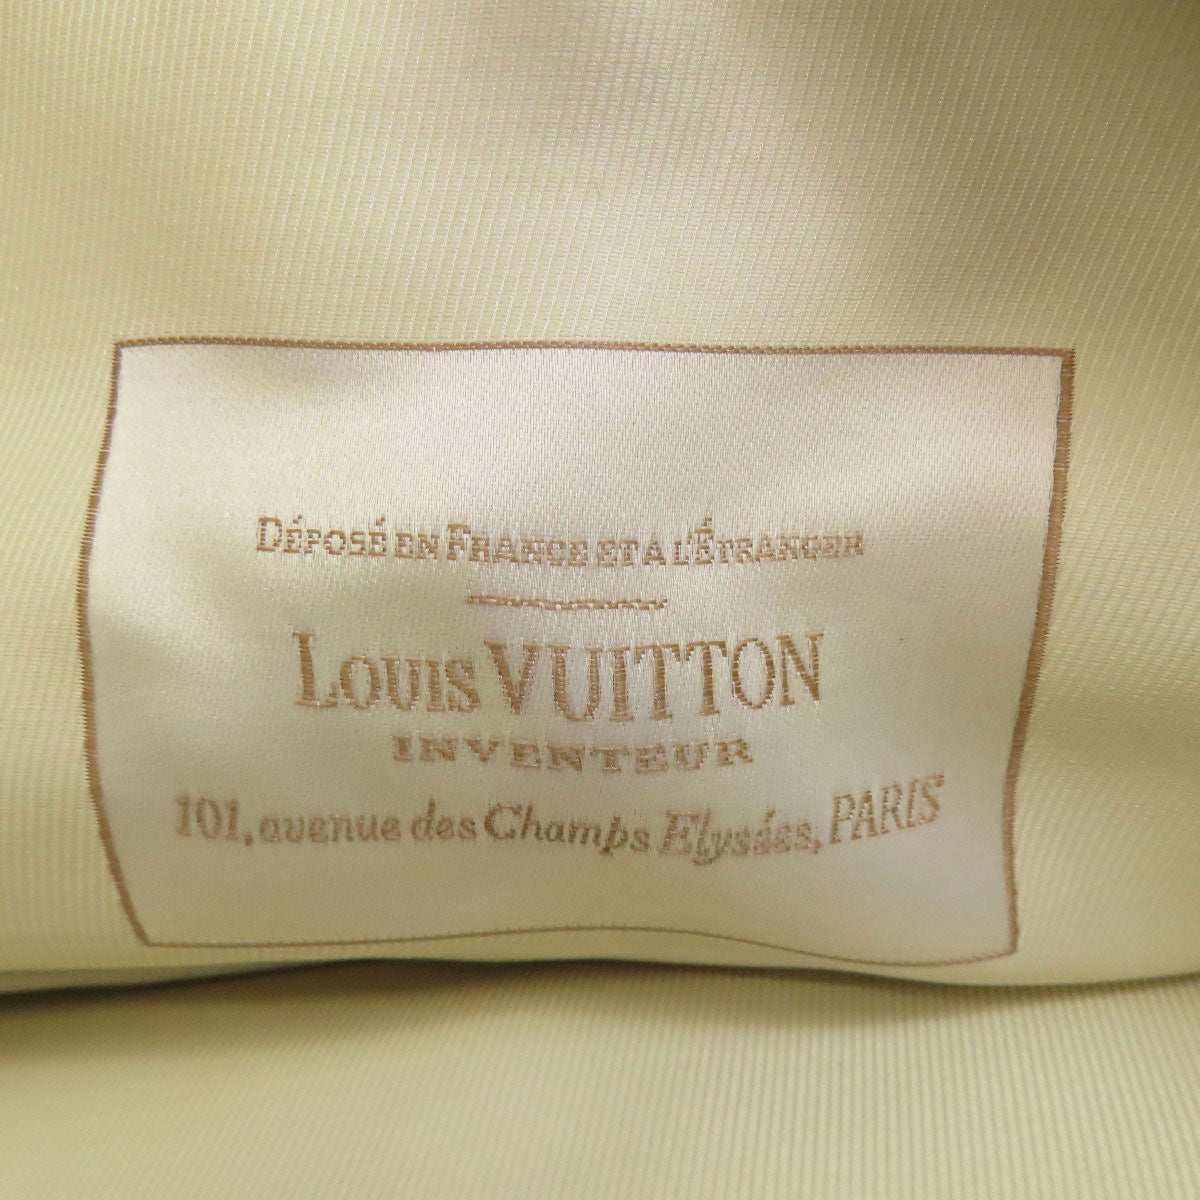 DÉPOSÉ EN FRANCE ET A L'ÉTRANGER
LOUIS VUITTON
INVENTEUR
101, avenue des Champs Elysées, PARIS